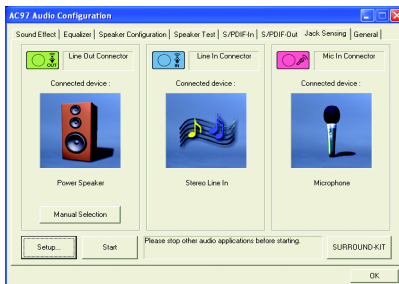 AC97 Audio Configuration
Sound Effect Equalizer Speaker Configuration Speaker Test S/PDIF-In S/PDIF-Out Jack Sensing General
OUT Line Out Connector
Connected device :
Power Speaker
Manual Selection
IN Line In Connector
Connected device :
Stereo Line In
Mic In Connector
Connected device :
Microphone
Setup... Start Please stop other audio applications before starting. SURROUND-KIT
OK